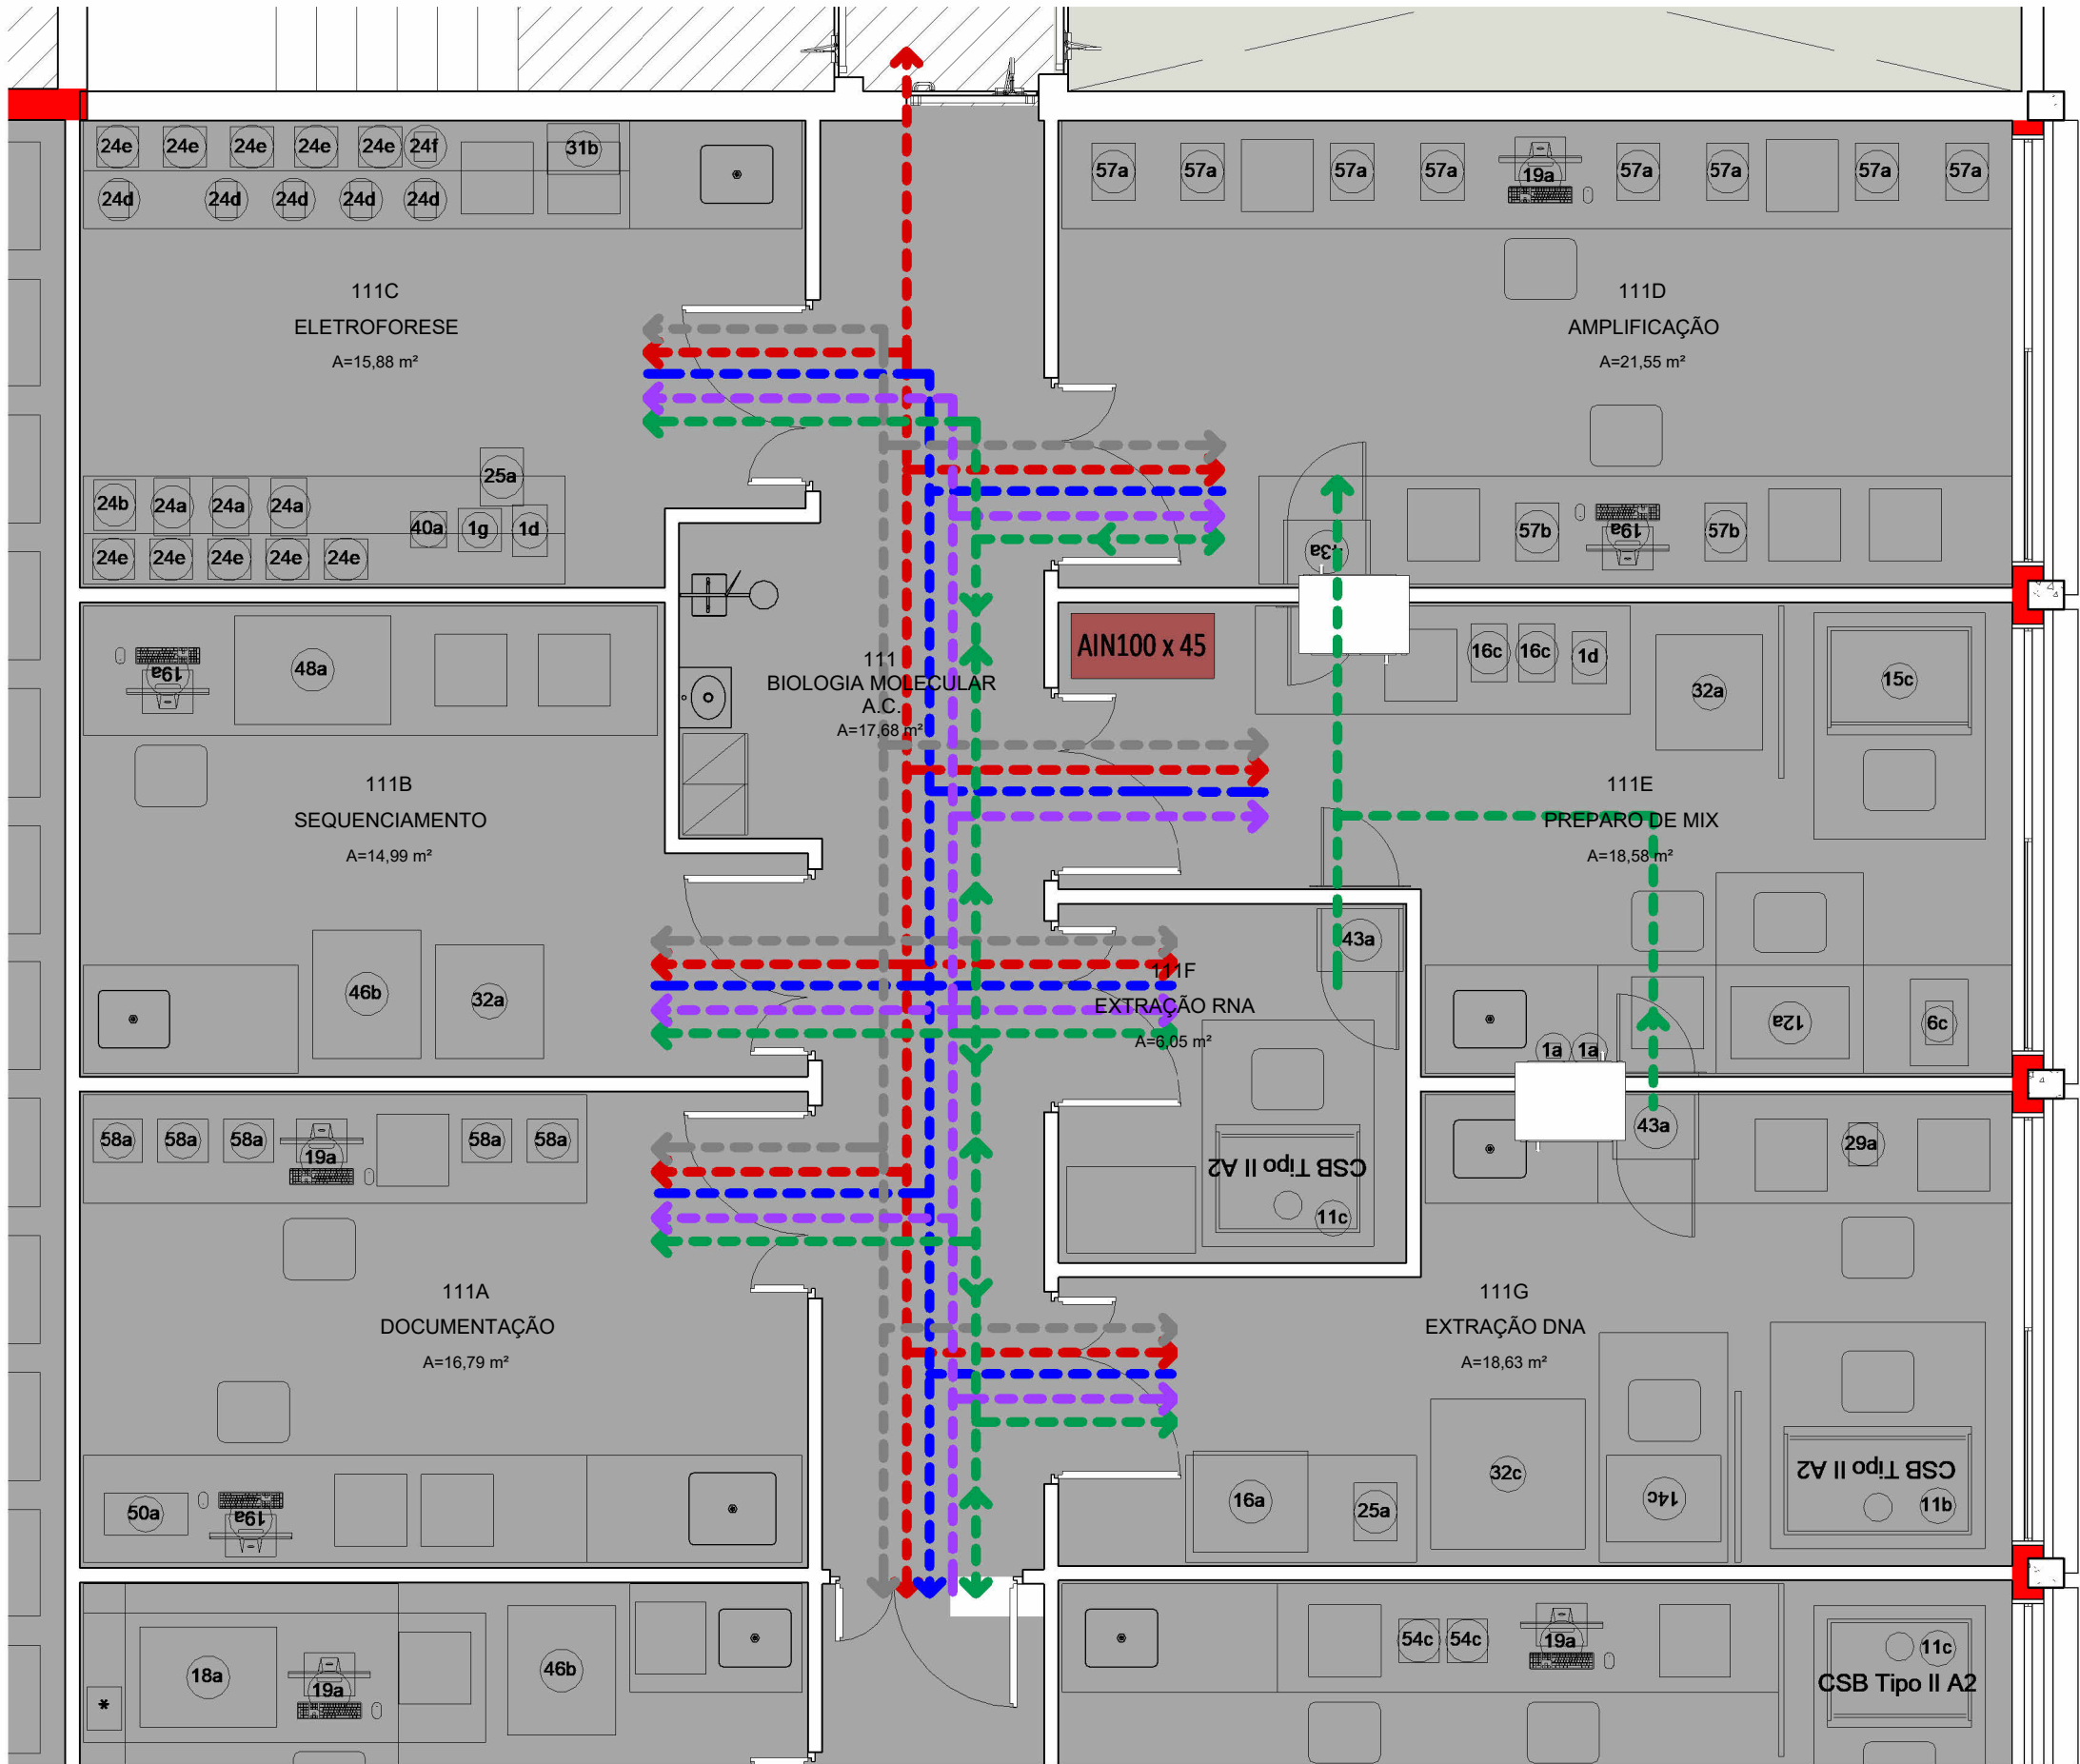 24e 24e 24e 24e 24e 24f 31b
24d 24d 24d 24d 24d
111C
ELETROFORESE
A=15,88 m²
25a
24b 24a 24a 24a
40a 1g 1d
24e 24e 24e 24e 24e
57a 57a 57a 57a 19a 57a 57a 57a 57a
111D
AMPLIFICAÇÃO
A=21,55 m²
43a 57b 19a 57b
AIN100 x 45
16c 16c 1d 32a 15c
111
BIOLOGIA MOLECULAR
A.C.
A=17,68 m²
19a 48a
111B
SEQUENCIAMENTO
A=14,99 m²
46b 32a
111E
PREPARO DE MIX
A=18,58 m²
43a
111F
EXTRAÇÃO RNA
A=6,05 m²
CSB Tipo II A2
11c
1a 1a 12a 6c
58a 58a 58a 19a 58a 58a
111A
DOCUMENTAÇÃO
A=16,79 m²
50a 19a
43a 29a
111G
EXTRAÇÃO DNA
A=18,63 m²
16a 25a 32c 14c
CSB Tipo II A2
11b
18a 19a 46b
*
54c 54c 19a 11c
CSB Tipo II A2